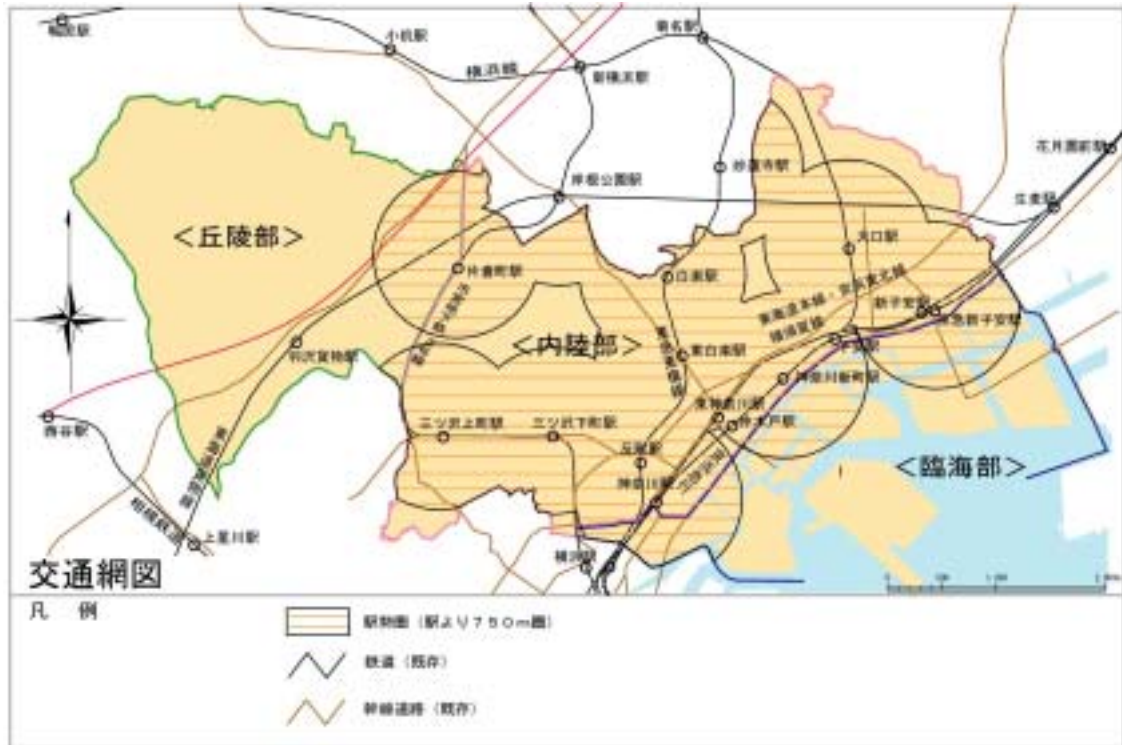 鴨居駅
小机駅
菊名駅
横浜線
新横浜駅
花月園前駅
妙蓮寺駅
岸根公園駅
生麦駅
<丘陵部>
大口駅
片倉町駅
白楽駅
東海道本線・京浜東北線
横須賀線
新子安駅
京急新子安駅
羽沢貨物駅
<内陸部>
東白楽駅
子安駅
神奈川新町駅
東神奈川駅
仲木戸駅
西谷駅
三ツ沢上町駅
三ツ沢下町駅
反町駅
<臨海部>
神奈川駅
相模鉄道
上星川駅
横浜駅
交通網図
凡 例
駅勢圏(駅より750m圏)
鉄道(既存)
幹線道路(既存)